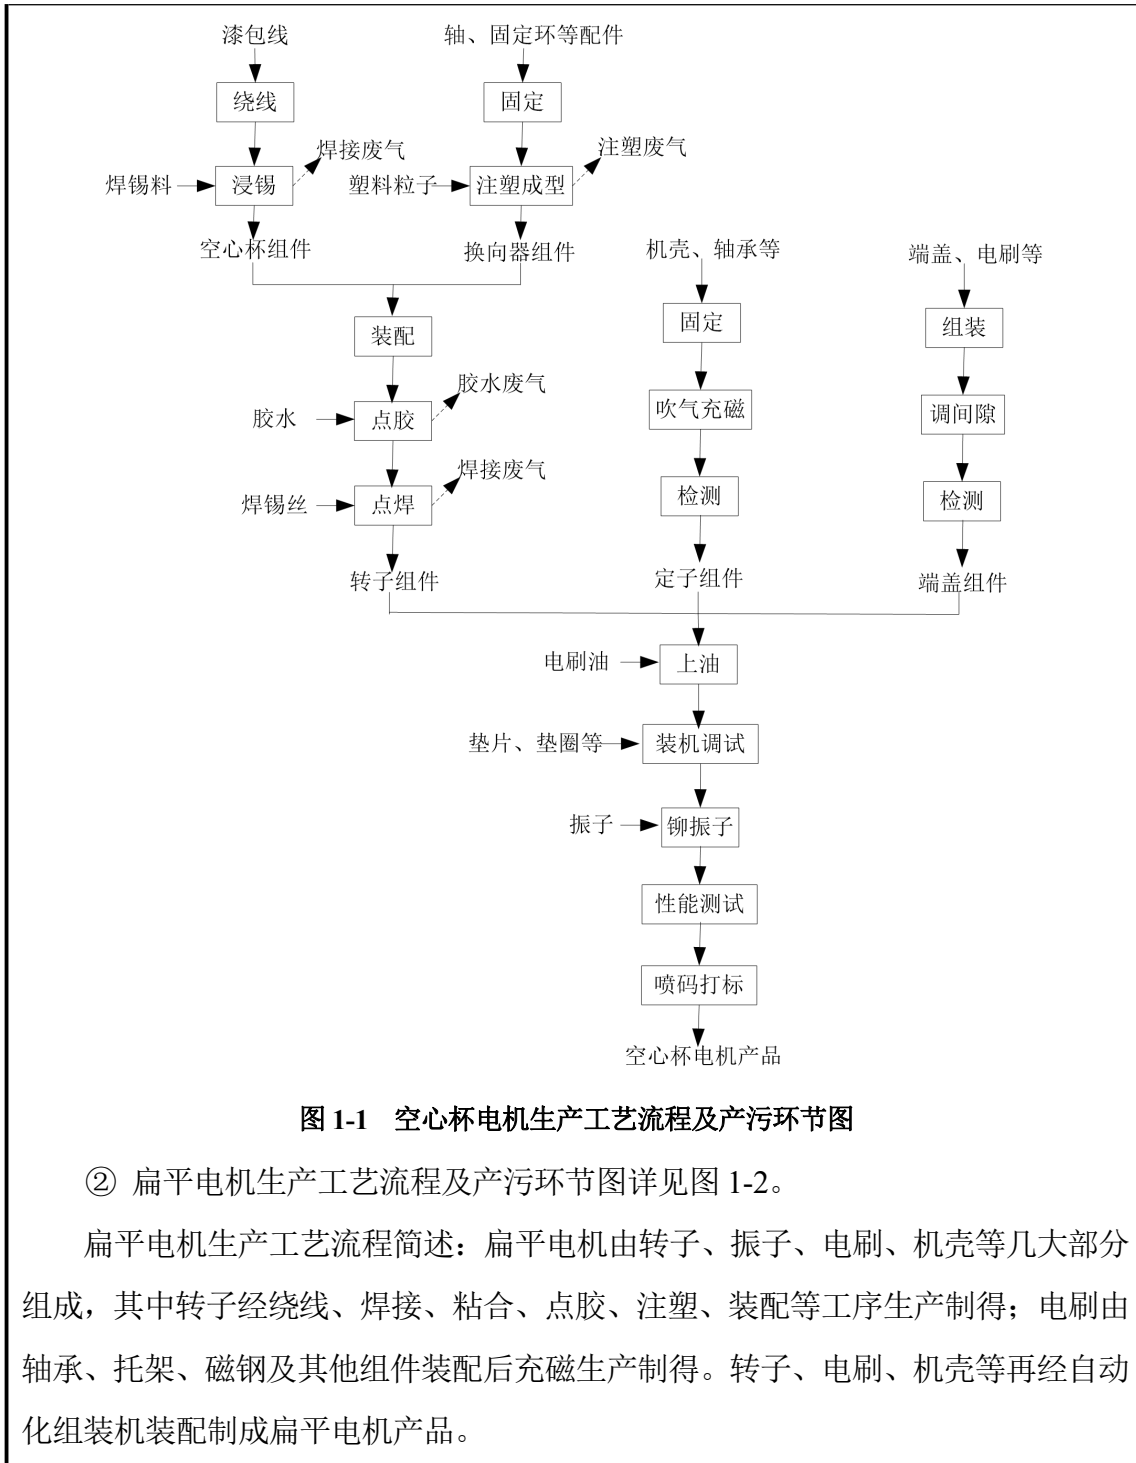 漆包线
轴、固定环等配件
绕线
固定
焊接废气
注塑废气
焊锡料
浸锡
塑料粒子
注塑成型
空心杯组件
换向器组件
机壳、轴承等
端盖、电刷等
装配
固定
组装
胶水废气
胶水
点胶
吹气充磁
调间隙
焊接废气
焊锡丝
点焊
检测
检测
转子组件
定子组件
端盖组件
电刷油
上油
垫片、垫圈等
装机调试
振子
铆振子
性能测试
喷码打标
空心杯电机产品
图 1-1 空心杯电机生产工艺流程及产污环节图
② 扁平电机生产工艺流程及产污环节图详见图 1-2。
扁平电机生产工艺流程简述：扁平电机由转子、振子、电刷、机壳等几大部分
组成，其中转子经绕线、焊接、粘合、点胶、注塑、装配等工序生产制得；电刷由
轴承、托架、磁钢及其他组件装配后充磁生产制得。转子、电刷、机壳等再经自动
化组装机装配制成扁平电机产品。